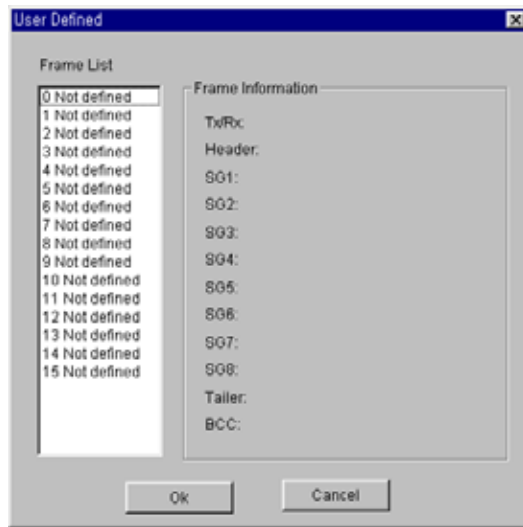 User Defined
Frame List
0 Not defined
1 Not defined
2 Not defined
3 Not defined
4 Not defined
5 Not defined
6 Not defined
7 Not defined
8 Not defined
9 Not defined
10 Not defined
11 Not defined
12 Not defined
13 Not defined
14 Not defined
15 Not defined
Frame Information
Tx/Rx:
Header:
SG1:
SG2:
SG3:
SG4:
SG5:
SG6:
SG7:
SG8:
Tailer:
BCC:
Ok
Cancel